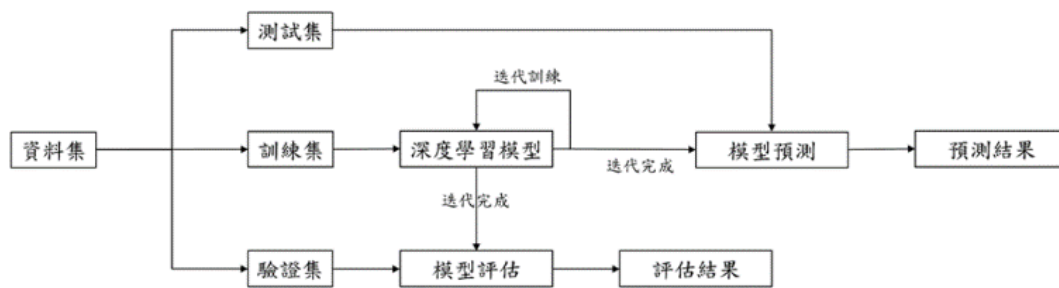 測試集
迭代訓練
資料集
訓練集
深度學習模型
迭代完成
模型預測
預測結果
迭代完成
驗證集
模型評估
評估結果